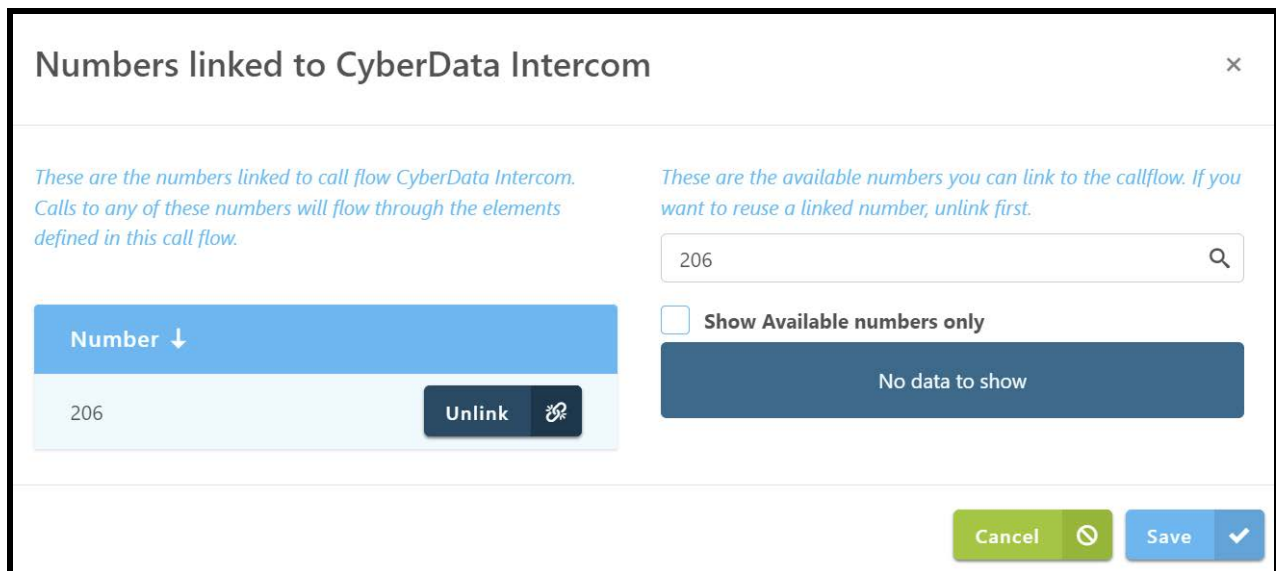 Numbers linked to CyberData Intercom
These are the numbers linked to call flow CyberData Intercom.
Calls to any of these numbers will flow through the elements
defined in this call flow.
Number
206
Unlink
These are the available numbers you can link to the callflow. If you
want to reuse a linked number, unlink first.
206
Show Available numbers only
No data to show
Cancel
Save